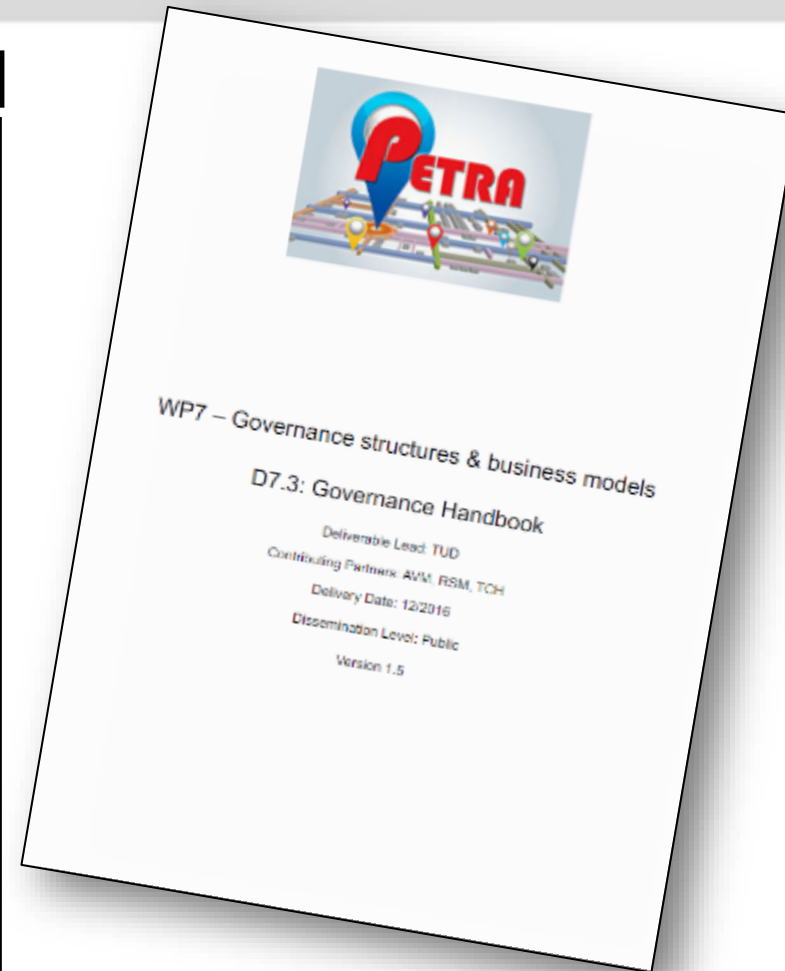 PETRA
WP7 – Governance structures & business models
D7.3: Governance Handbook
Deliverable Lead: TUD
Contributing Partners: AVM, RSM, TCH
Delivery Date: 12/2016
Dissemination Level: Public
Version 1.5